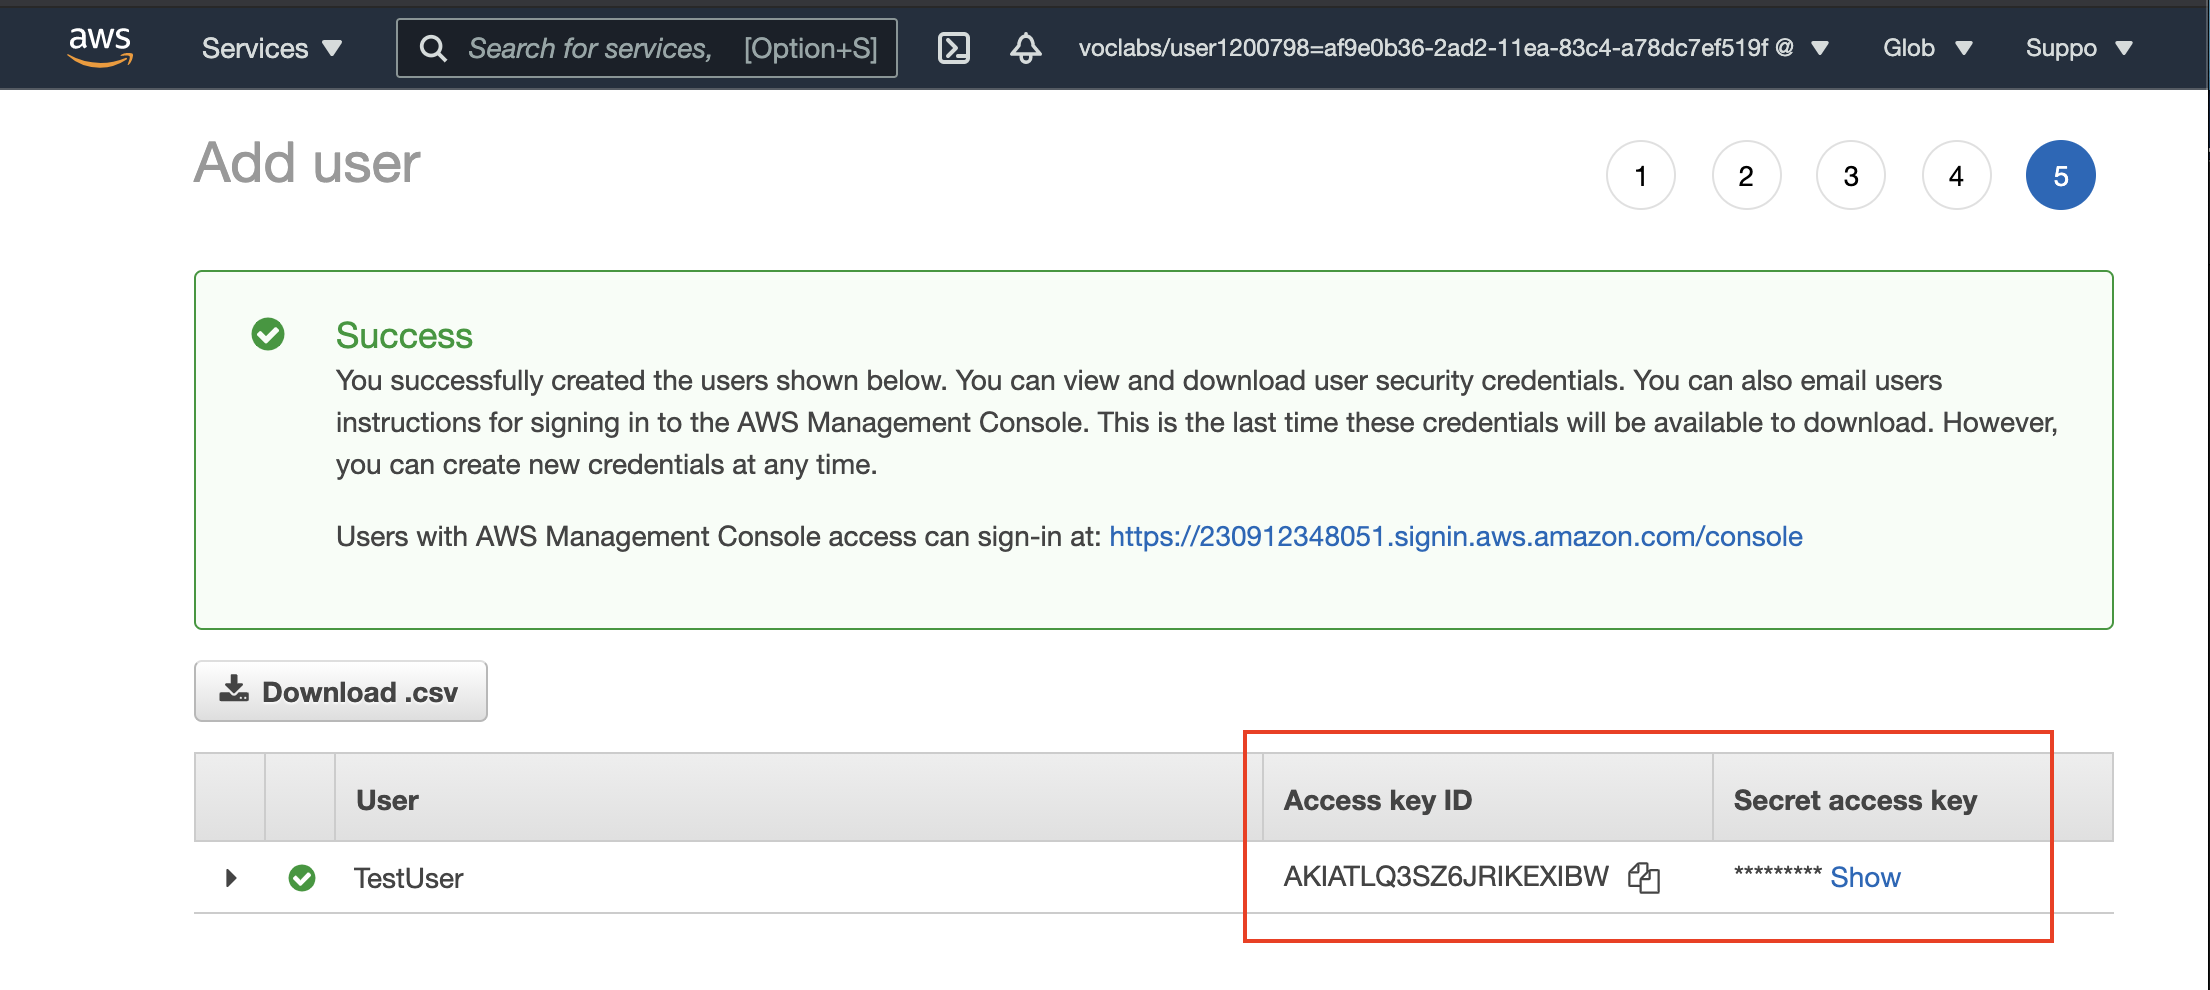 aws Services Search for services, [Option+S] voclabs/user1200798=af9e0b36-2ad2-11ea-83c4-a78dc7ef519f @ Glob Suppo
Add user 1 2 3 4 5
Success
You successfully created the users shown below. You can view and download user security credentials. You can also email users
instructions for signing in to the AWS Management Console. This is the last time these credentials will be available to download. However,
you can create new credentials at any time.
Users with AWS Management Console access can sign-in at: https://230912348051.signin.aws.amazon.com/console
Download .csv
User Access key ID Secret access key
TestUser AKIATLQ3SZ6JRIKEXIBW ********* Show